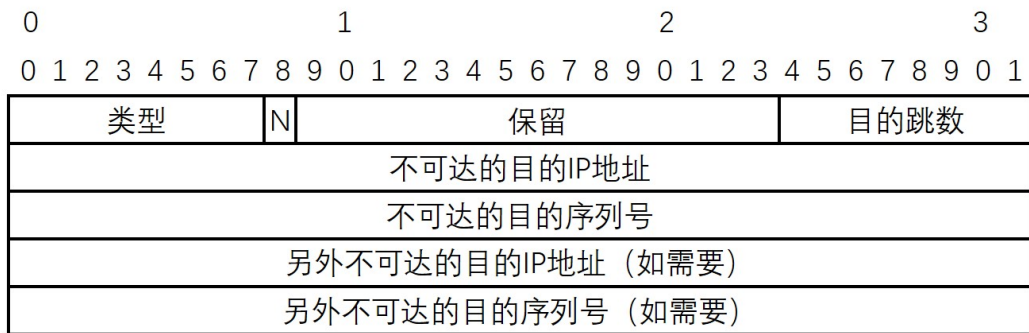 0 1 2 3
0 1 2 3 4 5 6 7 8 9 0 1 2 3 4 5 6 7 8 9 0 1 2 3 4 5 6 7 8 9 0 1
类型 N 保留 目的跳数
不可达的目的IP地址
不可达的目的序列号
另外不可达的目的IP地址（如需要）
另外不可达的目的序列号（如需要）